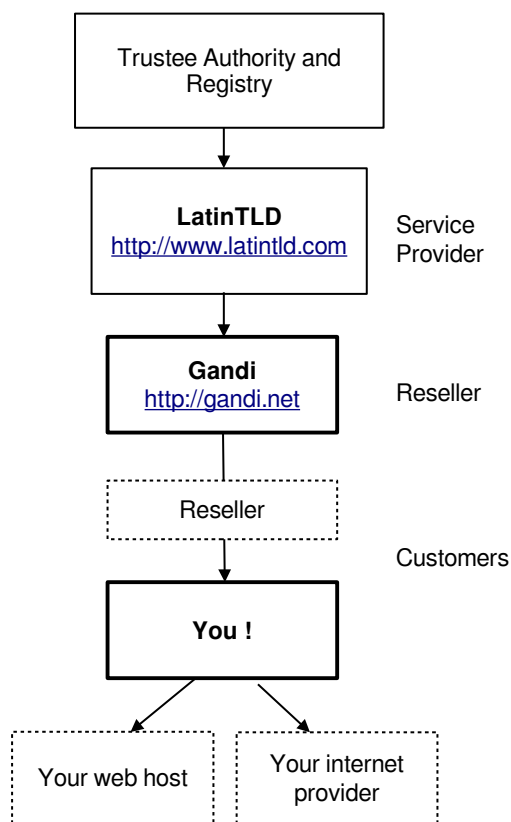 Trustee Authority and
Registry
LatinTLD
http://www.latintld.com
Service
Provider
Gandi
http://gandi.net
Reseller
Reseller
Customers
You !
Your web host
Your internet
provider